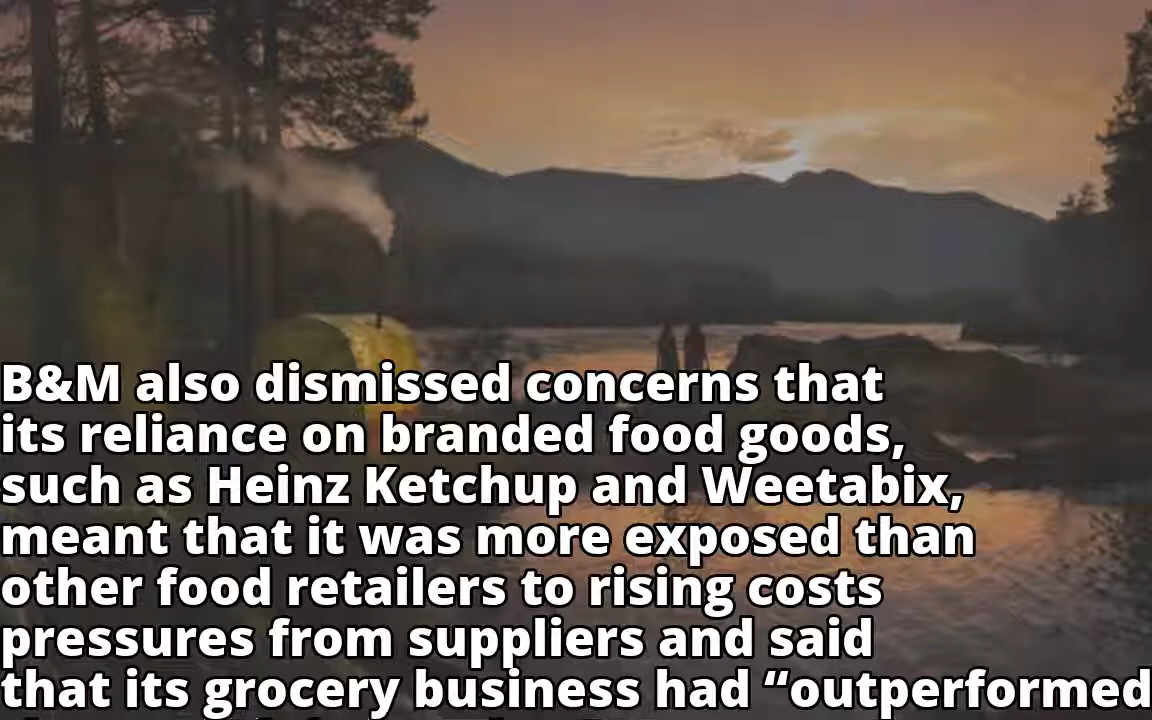 B&M also dismissed concerns that
its reliance on branded food goods,
such as Heinz Ketchup and Weetabix,
meant that it was more exposed than
other food retailers to rising costs
pressures from suppliers and said
that its grocery business had “outperformed